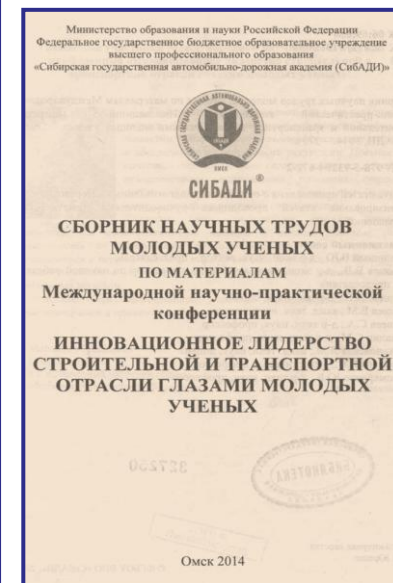 Министерство образования и науки Российской Федерации
Федеральное государственное бюджетное образовательное учреждение
высшего профессионального образования
«Сибирская государственная автомобильно-дорожная академия (СибАДИ)»
СИБАДИ ®
СБОРНИК НАУЧНЫХ ТРУДОВ
МОЛОДЫХ УЧЕНЫХ
ПО МАТЕРИАЛАМ
Международной научно-практической
конференции
ИННОВАЦИОННОЕ ЛИДЕРСТВО
СТРОИТЕЛЬНОЙ И ТРАНСПОРТНОЙ
ОТРАСЛИ ГЛАЗАМИ МОЛОДЫХ
УЧЕНЫХ
327250
БИБЛИОТЕКА
Омск 2014